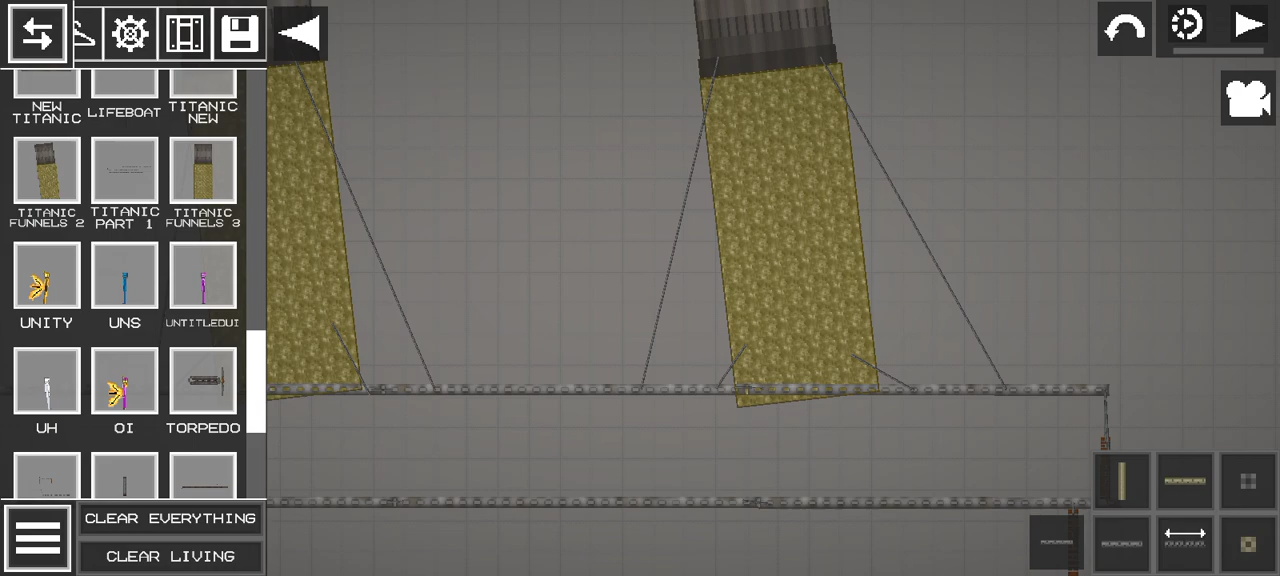 NEW
TITANIC
LIFEBOAT
TITANIC
NEW
TITANIC
FUNNELS 2
TITANIC
PART 1
TITANIC
FUNNELS 3
UNITY
UNS
UNTITLEDUI
UH
OI
TORPEDO
CLEAR EVERYTHING
CLEAR LIVING